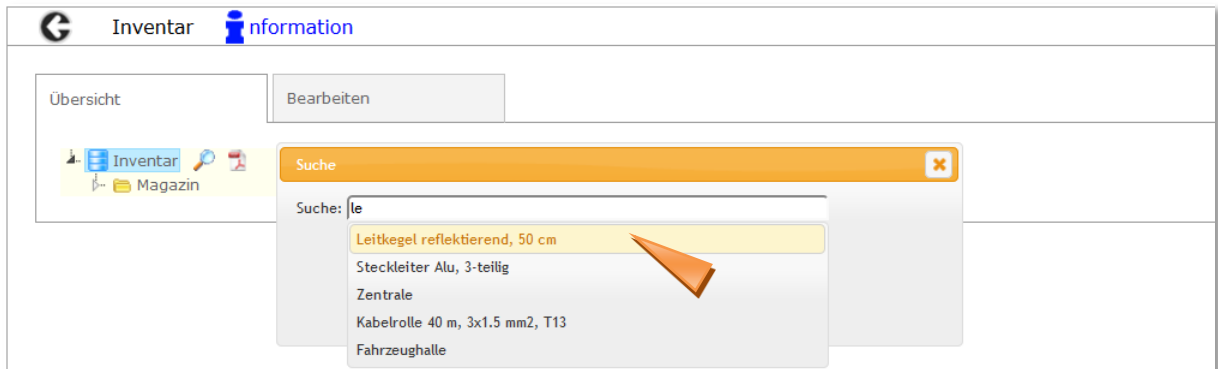 Inventar information
Übersicht
Bearbeiten
Inventar
Magazin
Suche
Suche: le
Leitkegel reflektierend, 50 cm
Steckleiter Alu, 3-teilig
Zentrale
Kabelrolle 40 m, 3x1.5 mm2, T13
Fahrzeughalle